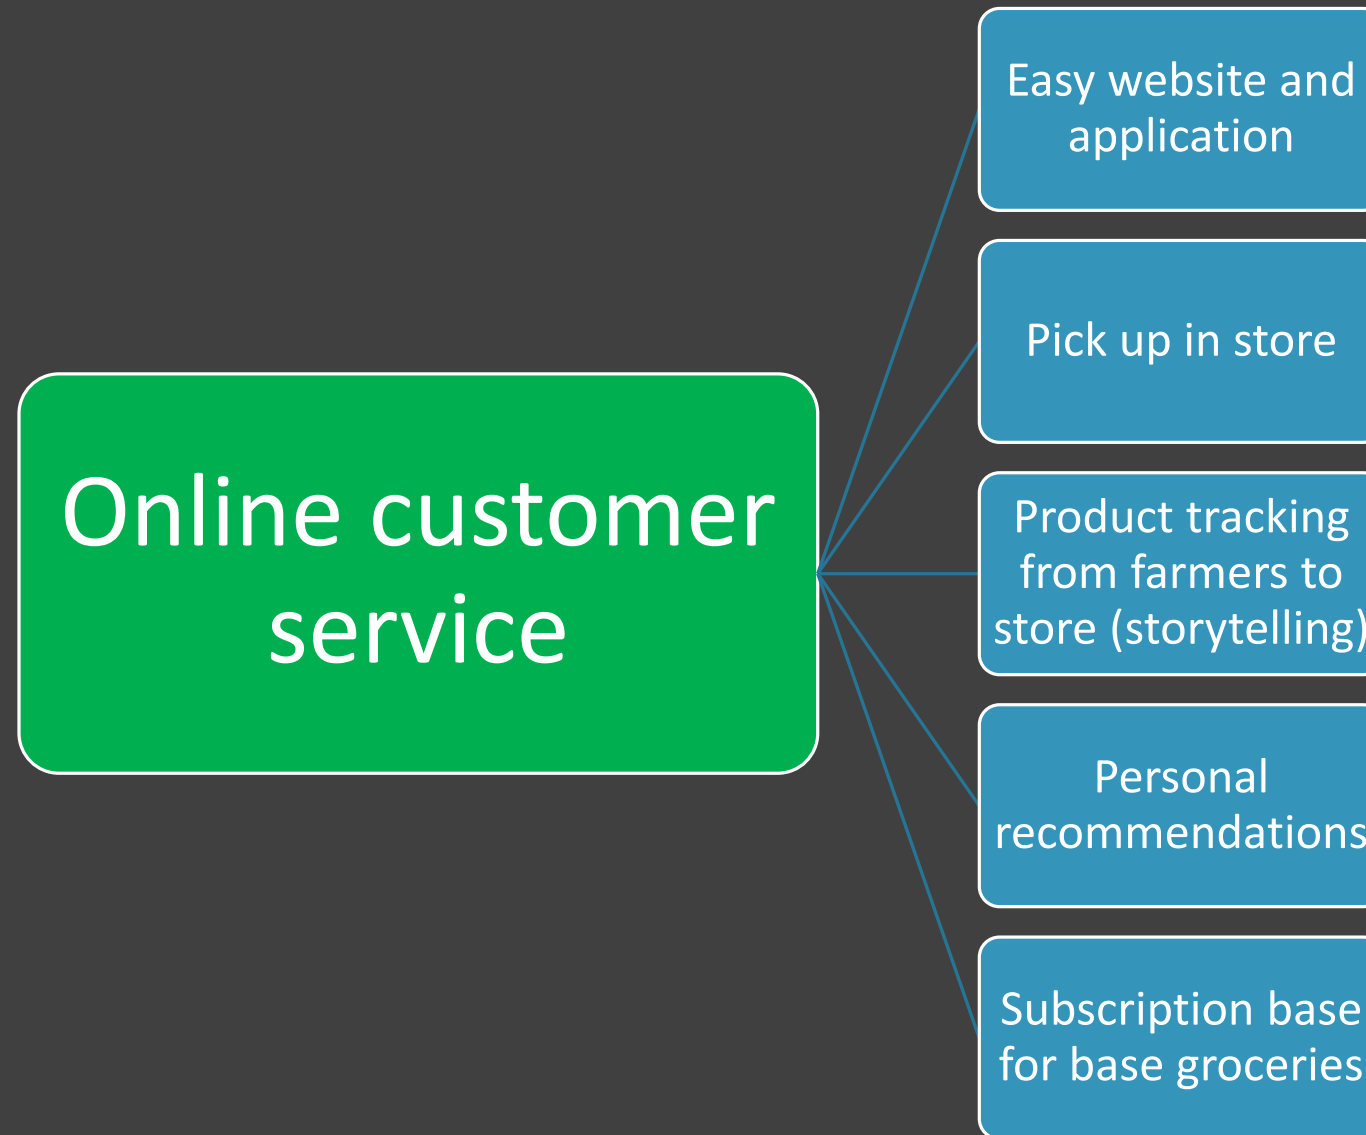 Easy website and
application
Pick up in store
Online customer
service
Product tracking
from farmers to
store (storytelling)
Personal
recommendations
Subscription base
for base groceries